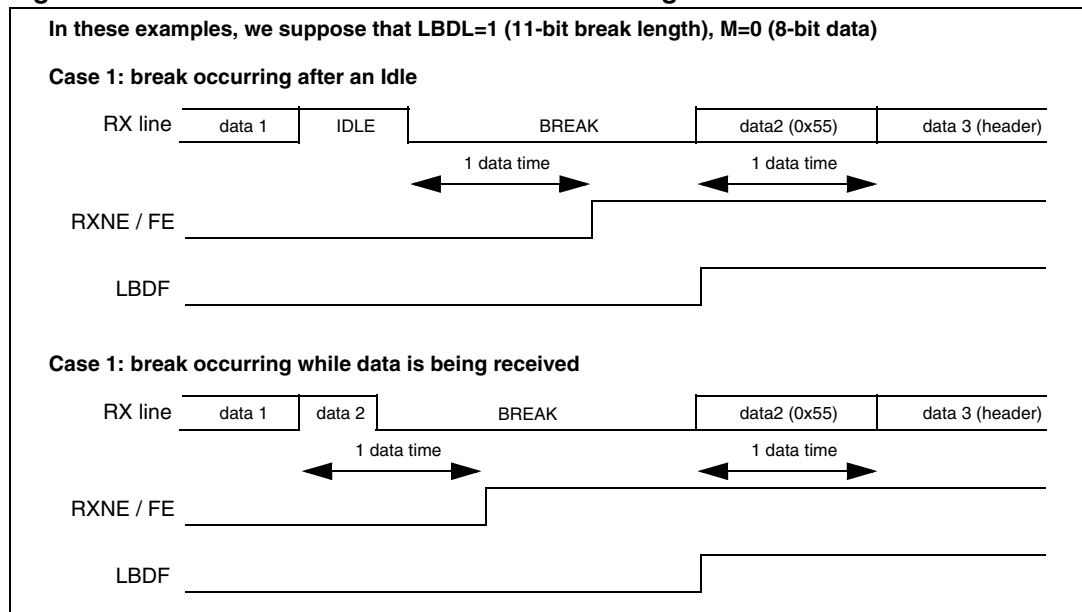 In these examples, we suppose that LBDL=1 (11-bit break length), M=0 (8-bit data)
Case 1: break occurring after an Idle
RX line data 1 IDLE BREAK data2 (0x55) data 3 (header)
1 data time 1 data time
RXNE / FE
LBDF
Case 1: break occurring while data is being received
RX line data 1 data 2 BREAK data2 (0x55) data 3 (header)
1 data time 1 data time
RXNE / FE
LBDF